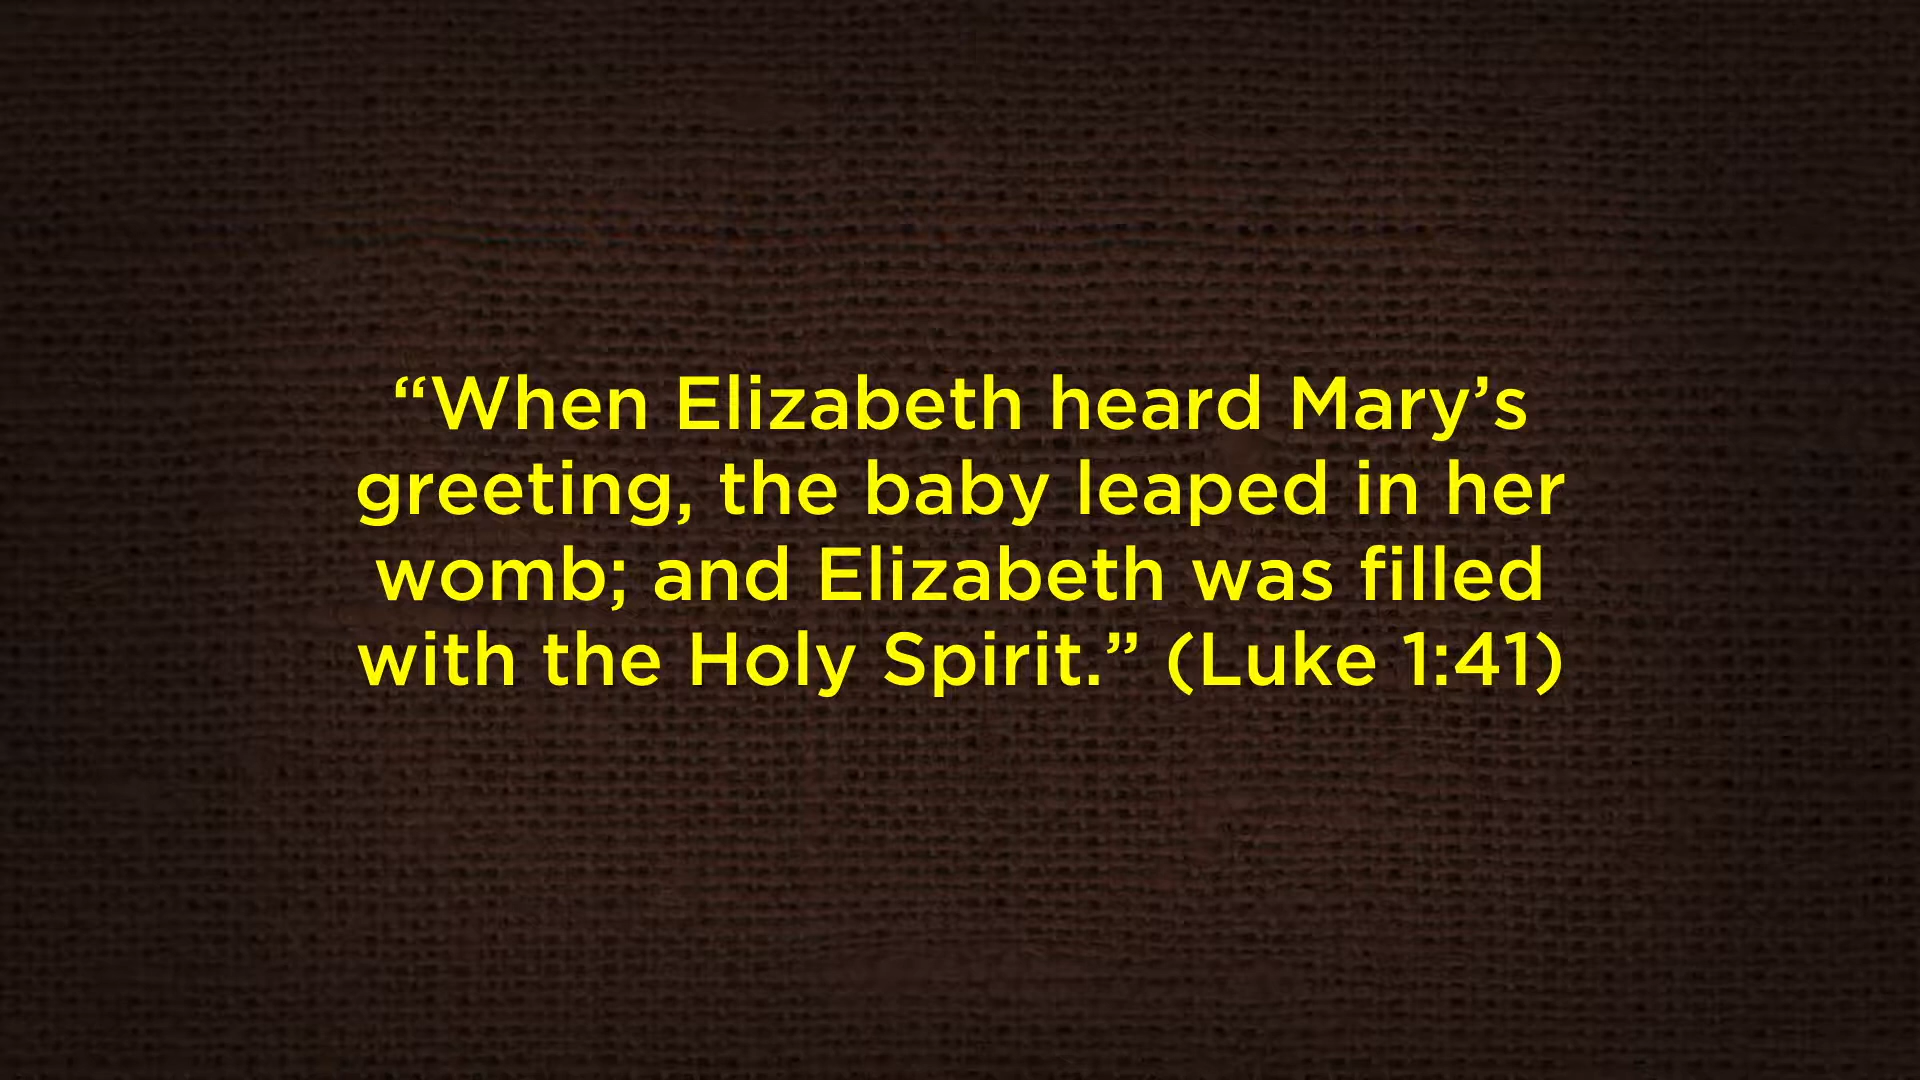 “When Elizabeth heard Mary’s
greeting, the baby leaped in her
womb; and Elizabeth was filled
with the Holy Spirit.” (Luke 1:41)